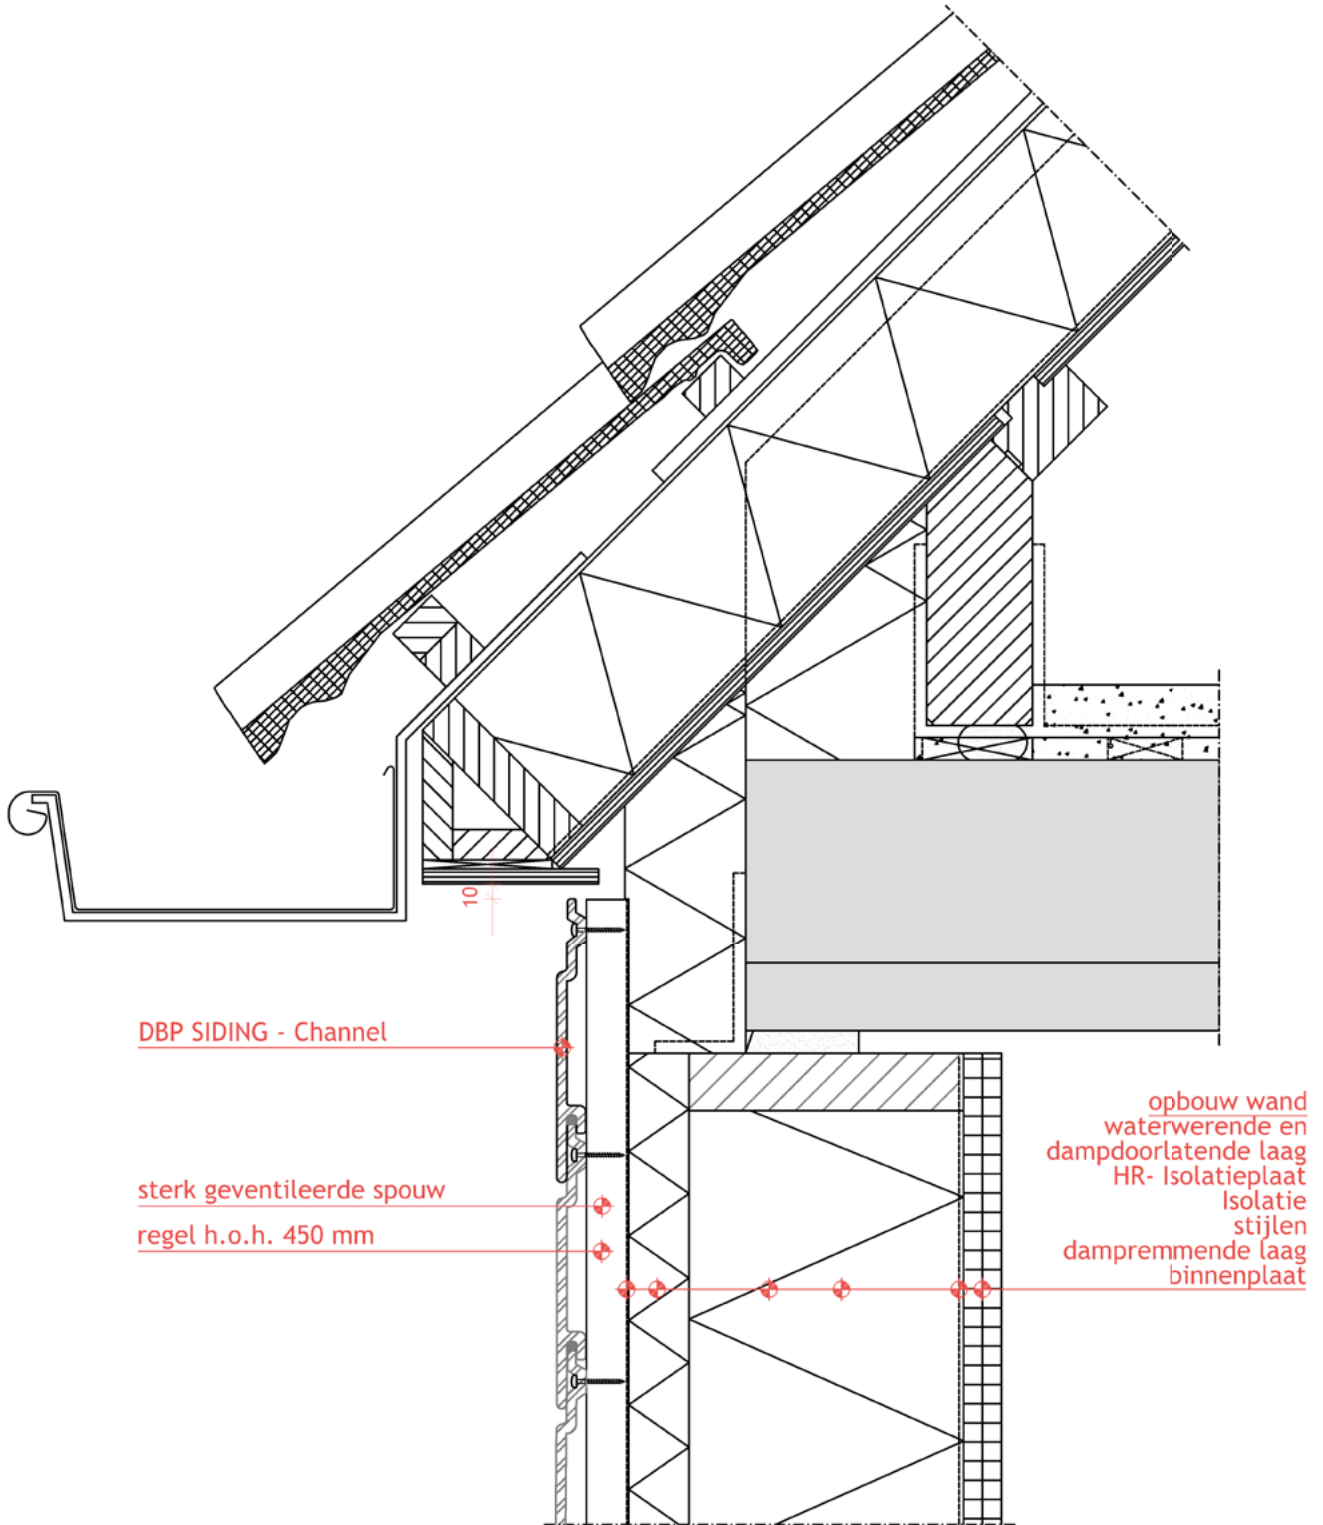 10
DBP SIDING - Channel
opbouw wand
waterwerende en
dampdoorlatende laag
HR- Isolatieplaat
Isolatie
stijlen
dampremmende laag
binnenplaat
sterk geventileerde spouw
regel h.o.h. 450 mm